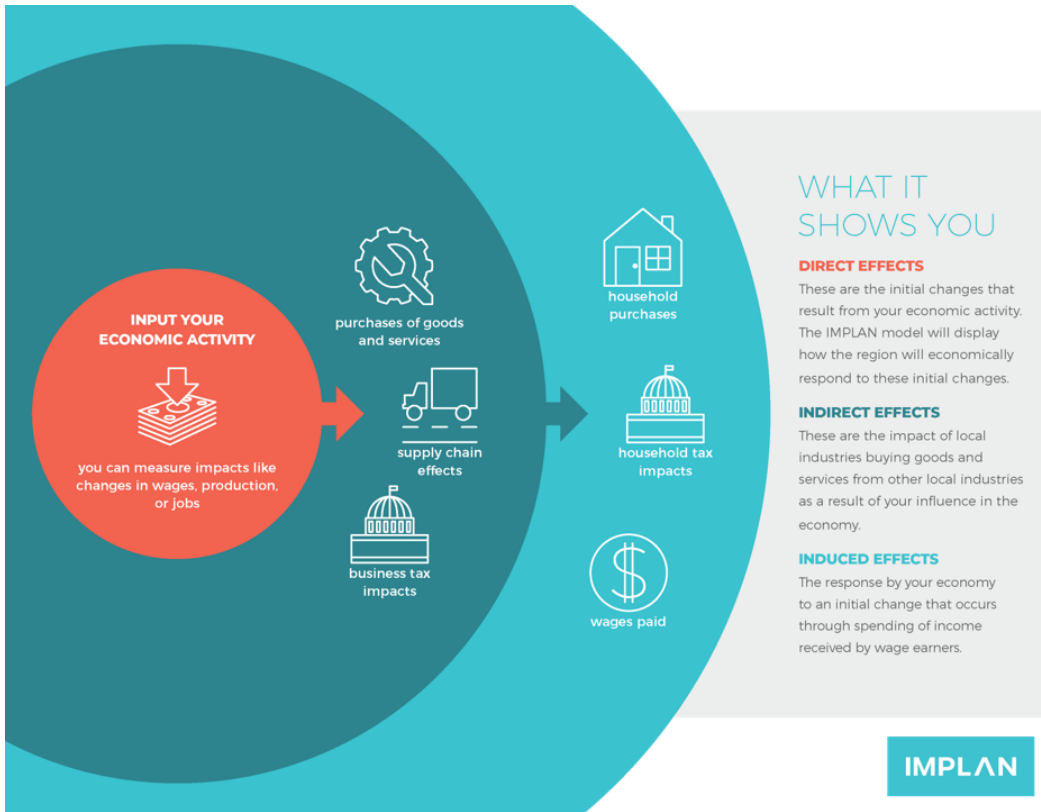 INPUT YOUR
ECONOMIC ACTIVITY
you can measure impacts like
changes in wages, production,
or jobs
purchases of goods
and services
supply chain
effects
business tax
impacts
household
purchases
household tax
impacts
wages paid
WHAT IT
SHOWS YOU
DIRECT EFFECTS
These are the initial changes that
result from your economic activity.
The IMPLAN model will display
how the region will economically
respond to these initial changes.
INDIRECT EFFECTS
These are the impact of local
industries buying goods and
services from other local industries
as a result of your influence in the
economy.
INDUCED EFFECTS
The response by your economy
to an initial change that occurs
through spending of income
received by wage earners.
IMPLAN